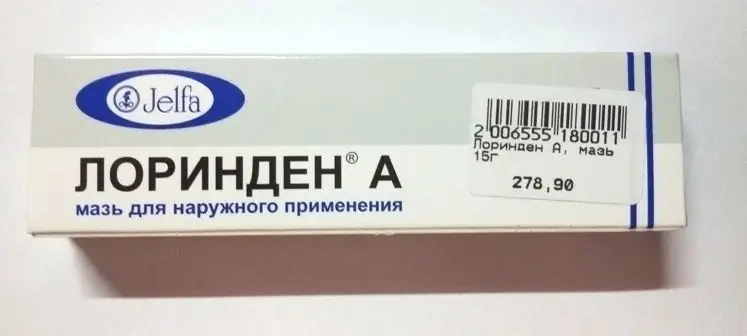 Jelfa
ЛОРИНДЕН® А
мазь для наружного применения
2 006555 180011
Лоринден А, мазь
15г
278,90